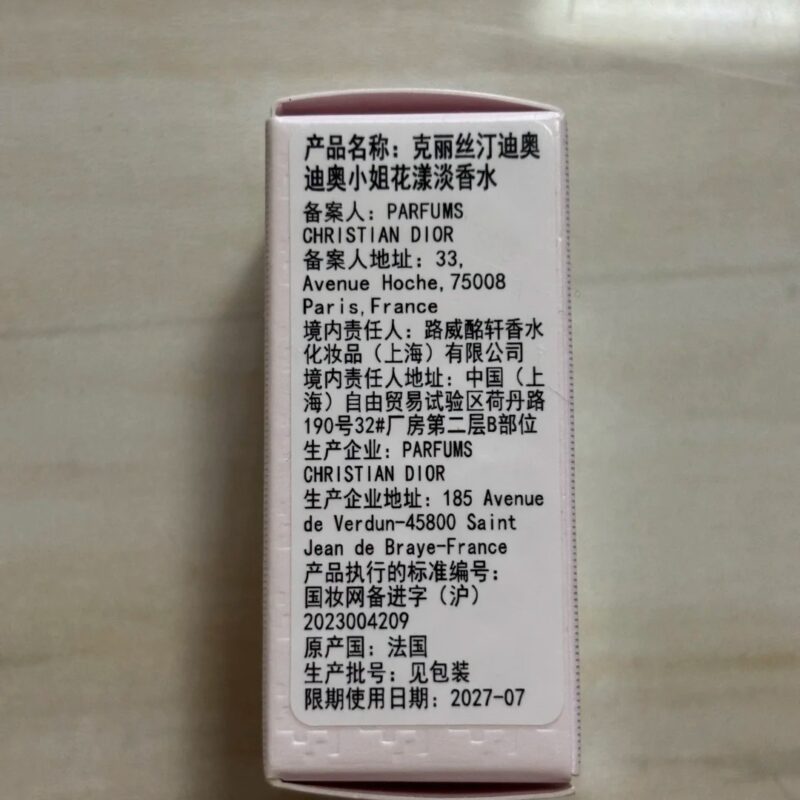 产品名称：克丽丝汀迪奥
迪奥小姐花漾淡香水
备案人：PARFUMS
CHRISTIAN DIOR
备案人地址：33,
Avenue Hoche,75008
Paris,France
境内责任人：路威酩轩香水
化妆品（上海）有限公司
境内责任人地址：中国（上
海）自由贸易试验区荷丹路
190号32#厂房第二层B部位
生产企业：PARFUMS
CHRISTIAN DIOR
生产企业地址：185 Avenue
de Verdun-45800 Saint
Jean de Braye-France
产品执行的标准编号：
国妆网备进字（沪）
2023004209
原产国：法国
生产批号：见包装
限期使用日期：2027-07